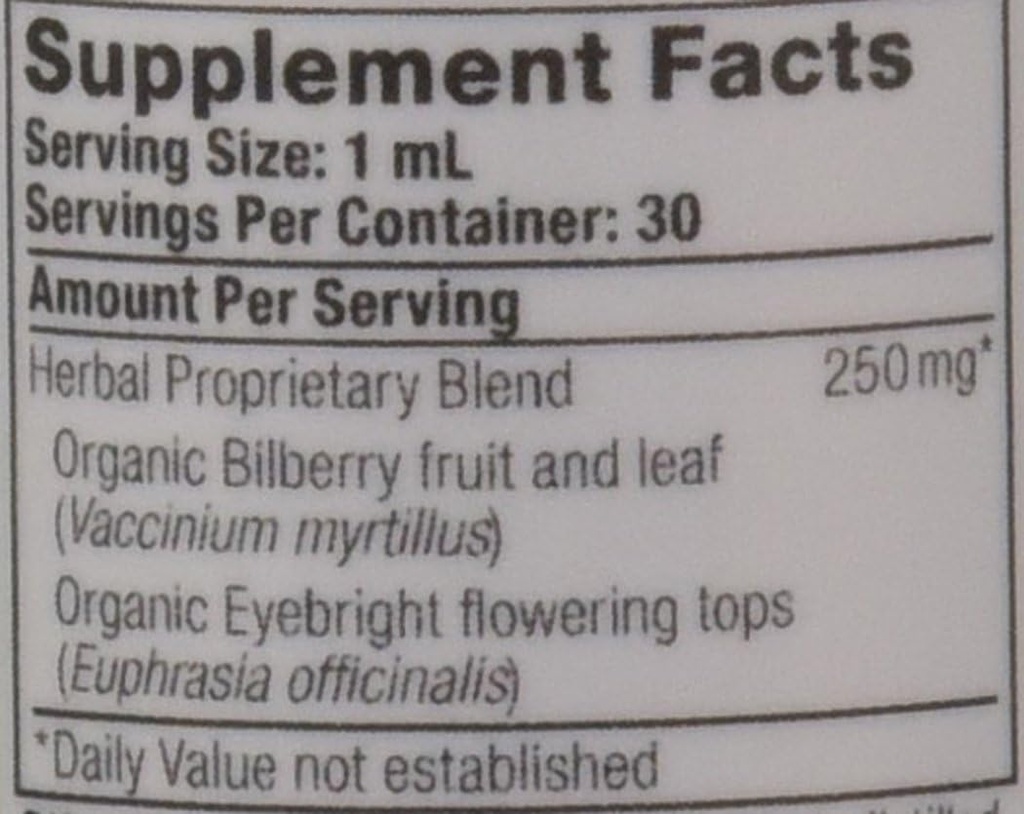 Supplement Facts
Serving Size: 1 mL
Servings Per Container: 30
Amount Per Serving
Herbal Proprietary Blend 250 mg*
Organic Bilberry fruit and leaf
(Vaccinium myrtillus)
Organic Eyebright flowering tops
(Euphrasia officinalis)
*Daily Value not established